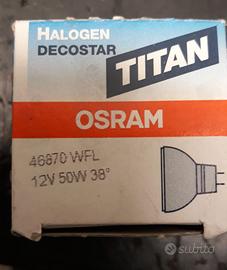 HALOGEN
DECOSTAR
TITAN
OSRAM
46870 WFL
12V 50W 38°
subito